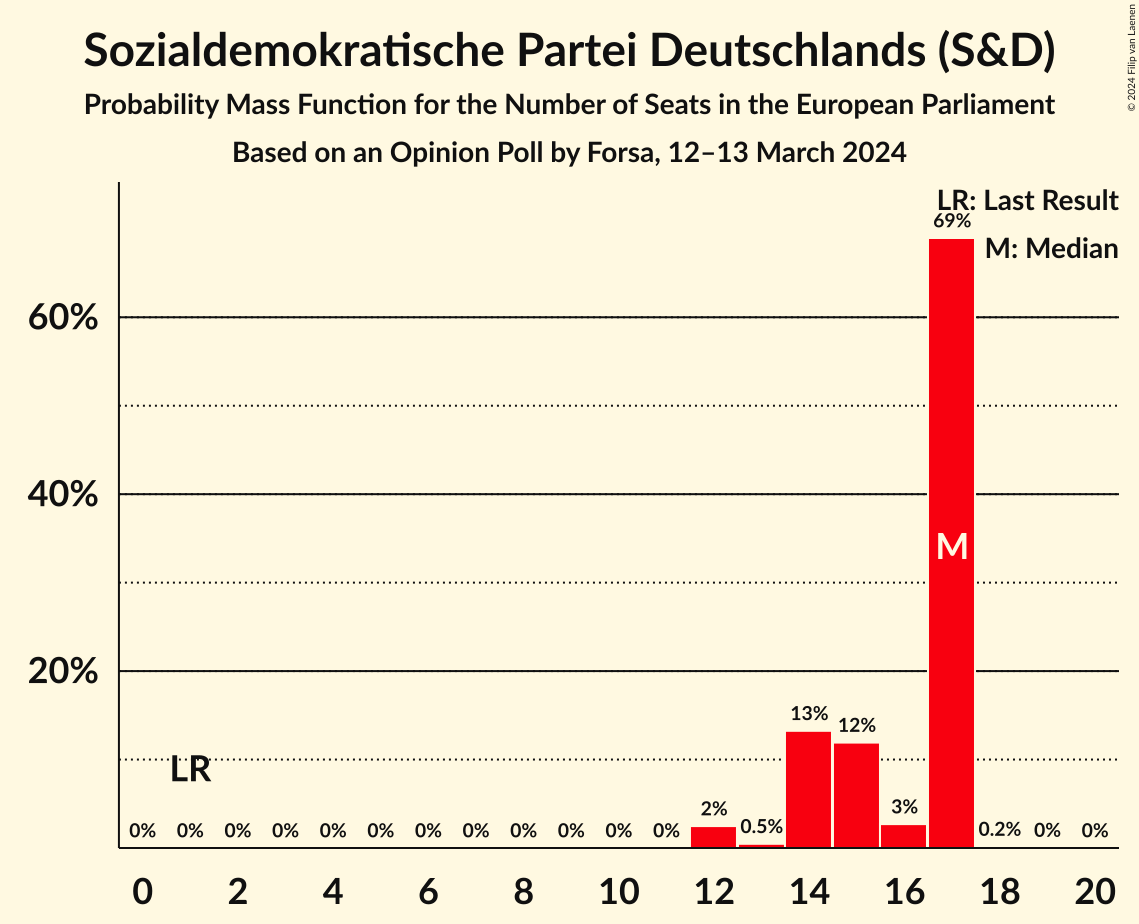 Sozialdemokratische Partei Deutschlands (S&D)
Probability Mass Function for the Number of Seats in the European Parliament
Based on an Opinion Poll by Forsa, 12–13 March 2024
© 2024 Filip van Laenen
LR: Last Result
M: Median
69%
60%
40%
M
20%
13%
12%
LR
2%
3%
0% 0% 0% 0% 0% 0% 0% 0% 0% 0% 0% 0% 0.5% 0.2% 0% 0%
0 2 4 6 8 10 12 14 16 18 20